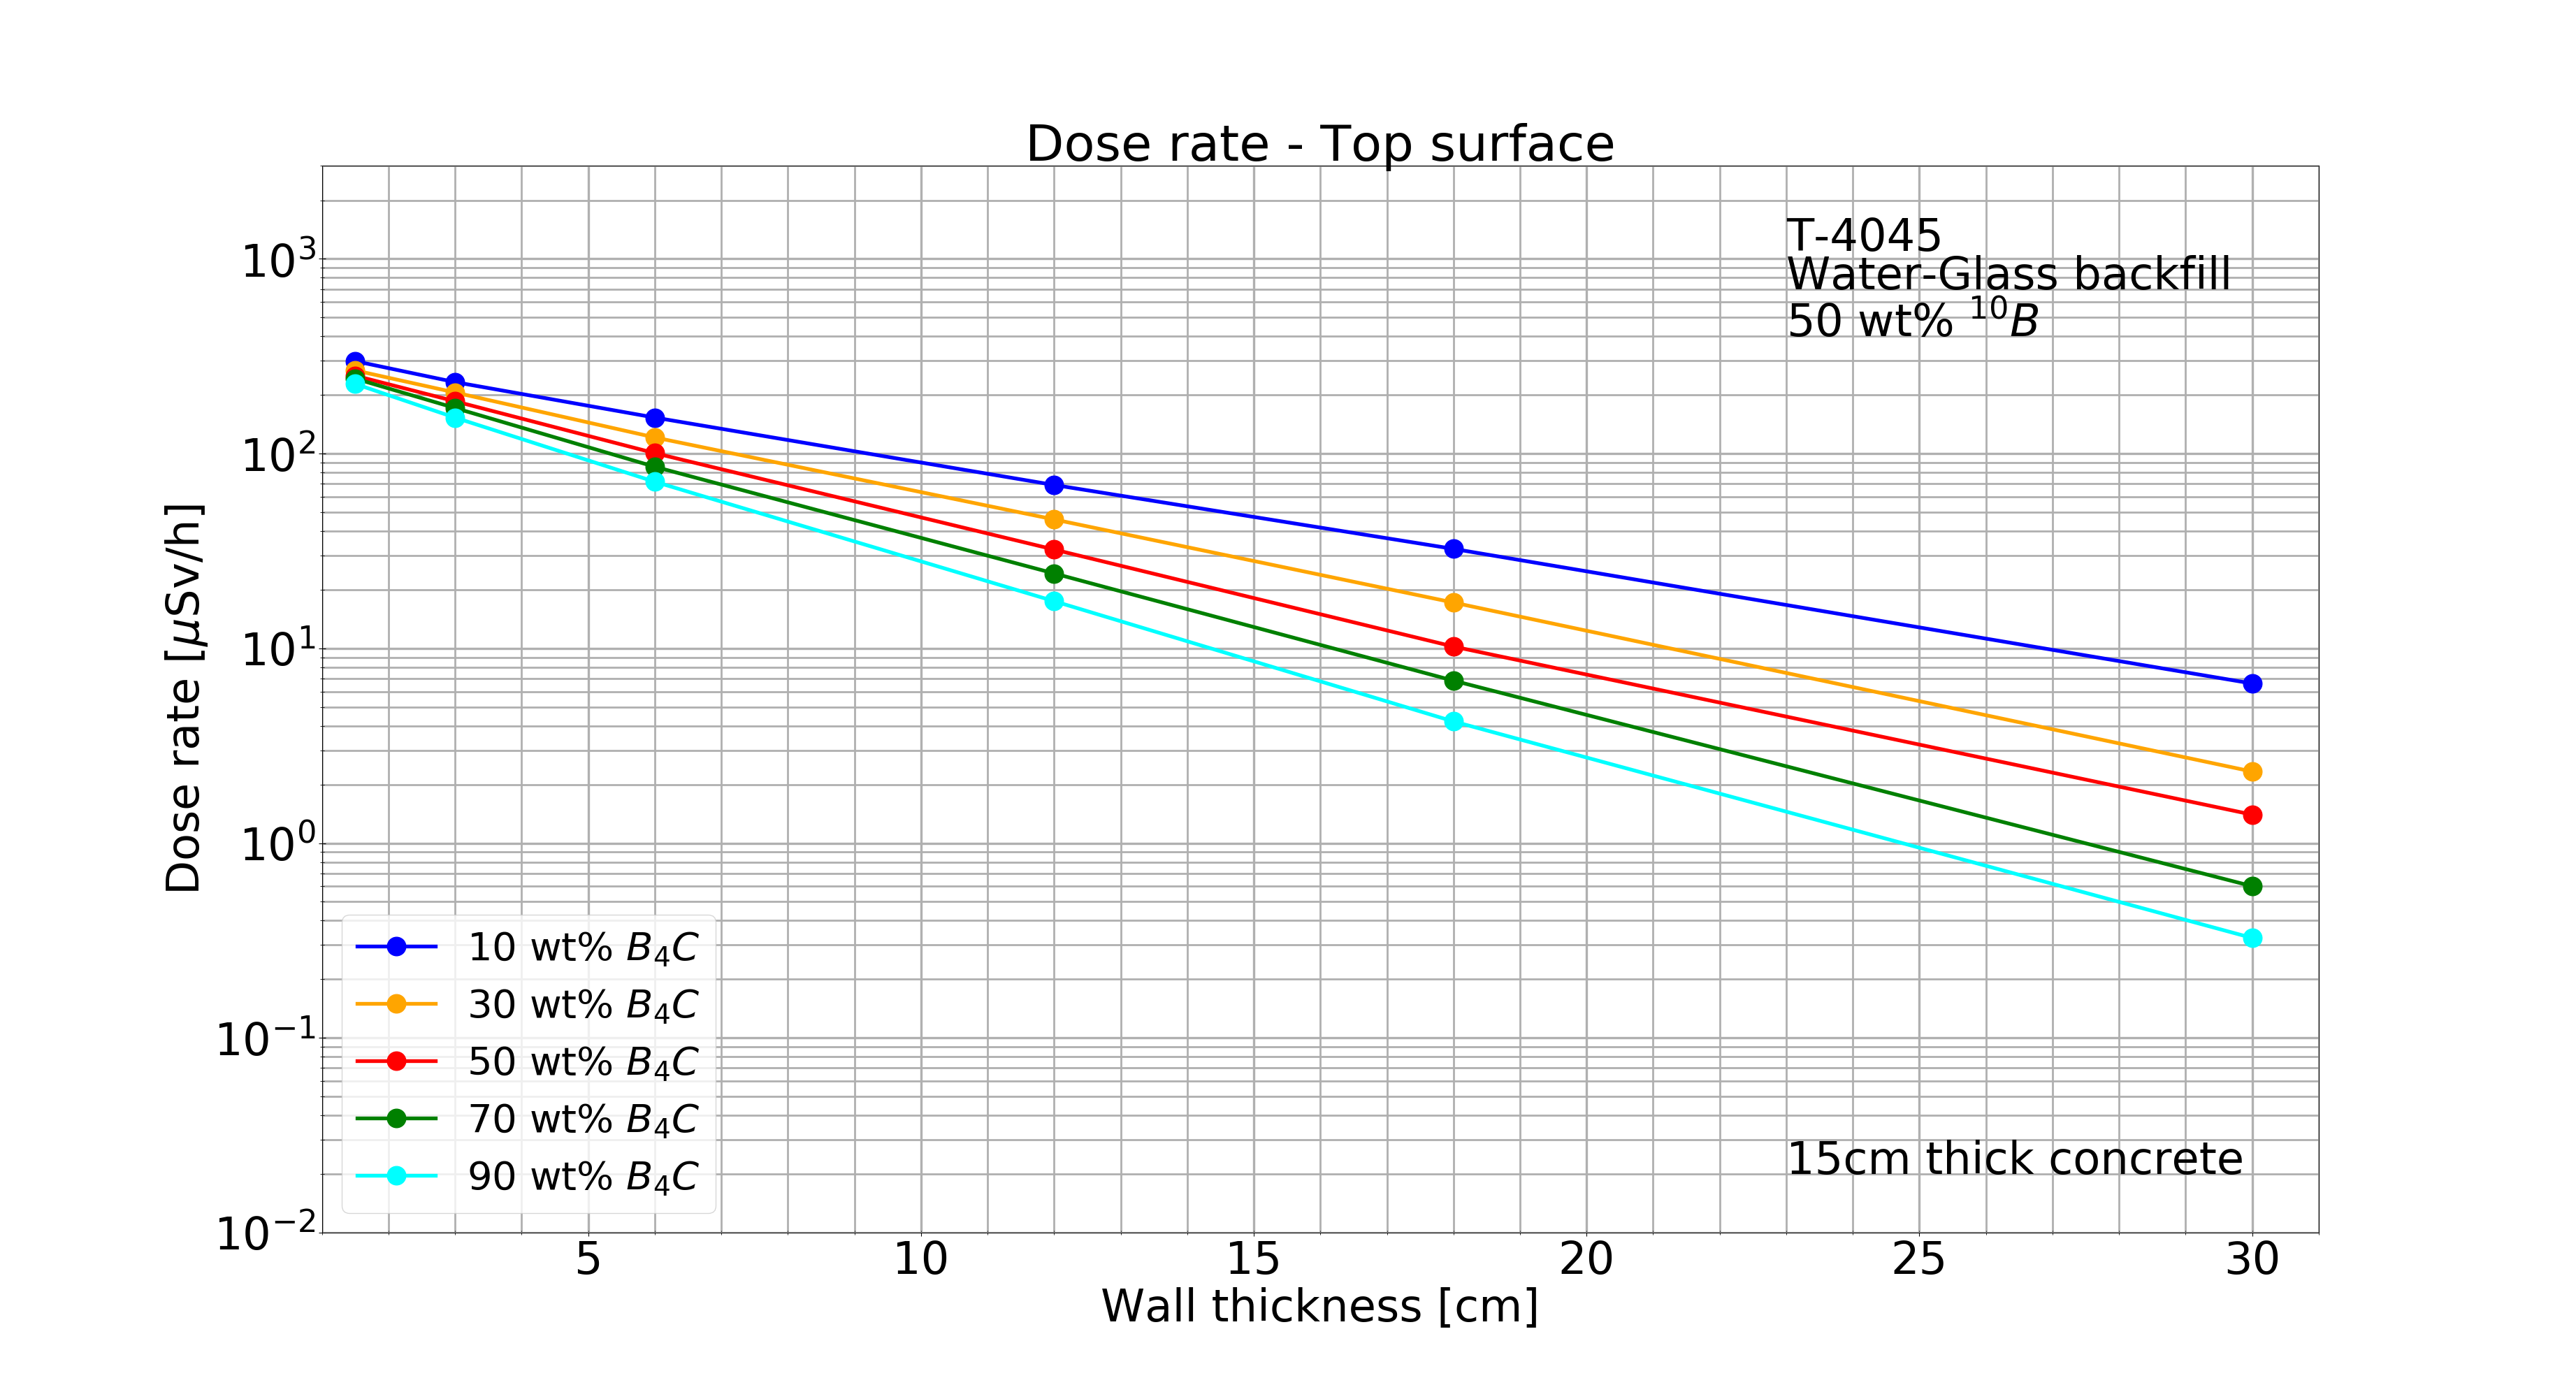 Dose rate - Top surface
T-4045
Water-Glass backfill
50 wt% ¹⁰B
10³
10²
10¹
10⁰
10⁻¹
10⁻²
Dose rate [μSv/h]
10 wt% B₄C
30 wt% B₄C
50 wt% B₄C
70 wt% B₄C
90 wt% B₄C
15cm thick concrete
5 10 15 20 25 30
Wall thickness [cm]